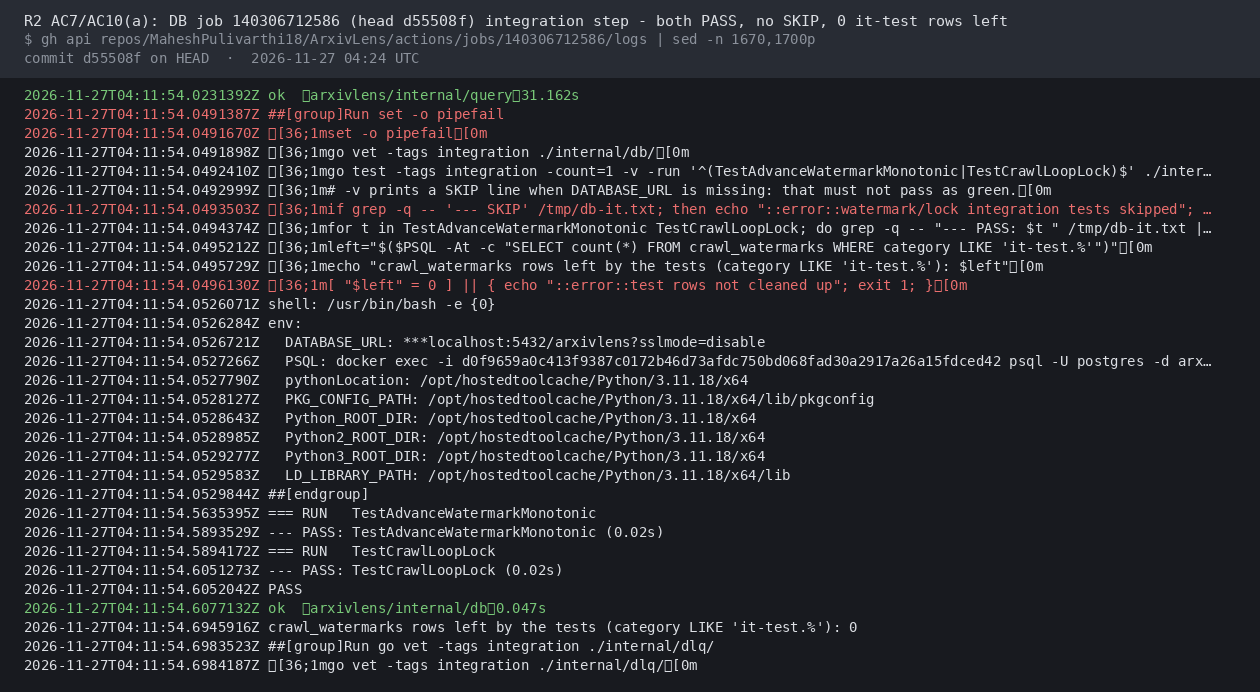 R2 AC7/AC10(a): DB job 140306712586 (head d55508f) integration step - both PASS, no SKIP, 0 it-test rows left
$ gh api repos/MaheshPulivarthi18/ArxivLens/actions/jobs/140306712586/logs | sed -n 1670,1700p
commit d55508f on HEAD · 2026-11-27 04:24 UTC
2026-11-27T04:11:54.0231392Z ok  □arxivlens/internal/query□31.162s
2026-11-27T04:11:54.0491387Z ##[group]Run set -o pipefail
2026-11-27T04:11:54.0491670Z □[36;1mset -o pipefail□[0m
2026-11-27T04:11:54.0491898Z □[36;1mgo vet -tags integration ./internal/db/□[0m
2026-11-27T04:11:54.0492410Z □[36;1mgo test -tags integration -count=1 -v -run '^(TestAdvanceWatermarkMonotonic|TestCrawlLoopLock)$' ./inter…
2026-11-27T04:11:54.0492999Z □[36;1m# -v prints a SKIP line when DATABASE_URL is missing: that must not pass as green.□[0m
2026-11-27T04:11:54.0493503Z □[36;1mif grep -q -- '--- SKIP' /tmp/db-it.txt; then echo "::error::watermark/lock integration tests skipped"; …
2026-11-27T04:11:54.0494374Z □[36;1mfor t in TestAdvanceWatermarkMonotonic TestCrawlLoopLock; do grep -q -- "--- PASS: $t " /tmp/db-it.txt |…
2026-11-27T04:11:54.0495212Z □[36;1mleft="$($PSQL -At -c "SELECT count(*) FROM crawl_watermarks WHERE category LIKE 'it-test.%'")"□[0m
2026-11-27T04:11:54.0495729Z □[36;1mecho "crawl_watermarks rows left by the tests (category LIKE 'it-test.%'): $left"□[0m
2026-11-27T04:11:54.0496130Z □[36;1m[ "$left" = 0 ] || { echo "::error::test rows not cleaned up"; exit 1; }□[0m
2026-11-27T04:11:54.0526071Z shell: /usr/bin/bash -e {0}
2026-11-27T04:11:54.0526284Z env:
2026-11-27T04:11:54.0526721Z   DATABASE_URL: ***localhost:5432/arxivlens?sslmode=disable
2026-11-27T04:11:54.0527266Z   PSQL: docker exec -i d0f9659a0c413f9387c0172b46d73afdc750bd068fad30a2917a26a15fdced42 psql -U postgres -d arx…
2026-11-27T04:11:54.0527790Z   pythonLocation: /opt/hostedtoolcache/Python/3.11.18/x64
2026-11-27T04:11:54.0528127Z   PKG_CONFIG_PATH: /opt/hostedtoolcache/Python/3.11.18/x64/lib/pkgconfig
2026-11-27T04:11:54.0528643Z   Python_ROOT_DIR: /opt/hostedtoolcache/Python/3.11.18/x64
2026-11-27T04:11:54.0528985Z   Python2_ROOT_DIR: /opt/hostedtoolcache/Python/3.11.18/x64
2026-11-27T04:11:54.0529277Z   Python3_ROOT_DIR: /opt/hostedtoolcache/Python/3.11.18/x64
2026-11-27T04:11:54.0529583Z   LD_LIBRARY_PATH: /opt/hostedtoolcache/Python/3.11.18/x64/lib
2026-11-27T04:11:54.0529844Z ##[endgroup]
2026-11-27T04:11:54.5635395Z === RUN   TestAdvanceWatermarkMonotonic
2026-11-27T04:11:54.5893529Z --- PASS: TestAdvanceWatermarkMonotonic (0.02s)
2026-11-27T04:11:54.5894172Z === RUN   TestCrawlLoopLock
2026-11-27T04:11:54.6051273Z --- PASS: TestCrawlLoopLock (0.02s)
2026-11-27T04:11:54.6052042Z PASS
2026-11-27T04:11:54.6077132Z ok  □arxivlens/internal/db□0.047s
2026-11-27T04:11:54.6945916Z crawl_watermarks rows left by the tests (category LIKE 'it-test.%'): 0
2026-11-27T04:11:54.6983523Z ##[group]Run go vet -tags integration ./internal/dlq/
2026-11-27T04:11:54.6984187Z □[36;1mgo vet -tags integration ./internal/dlq/□[0m